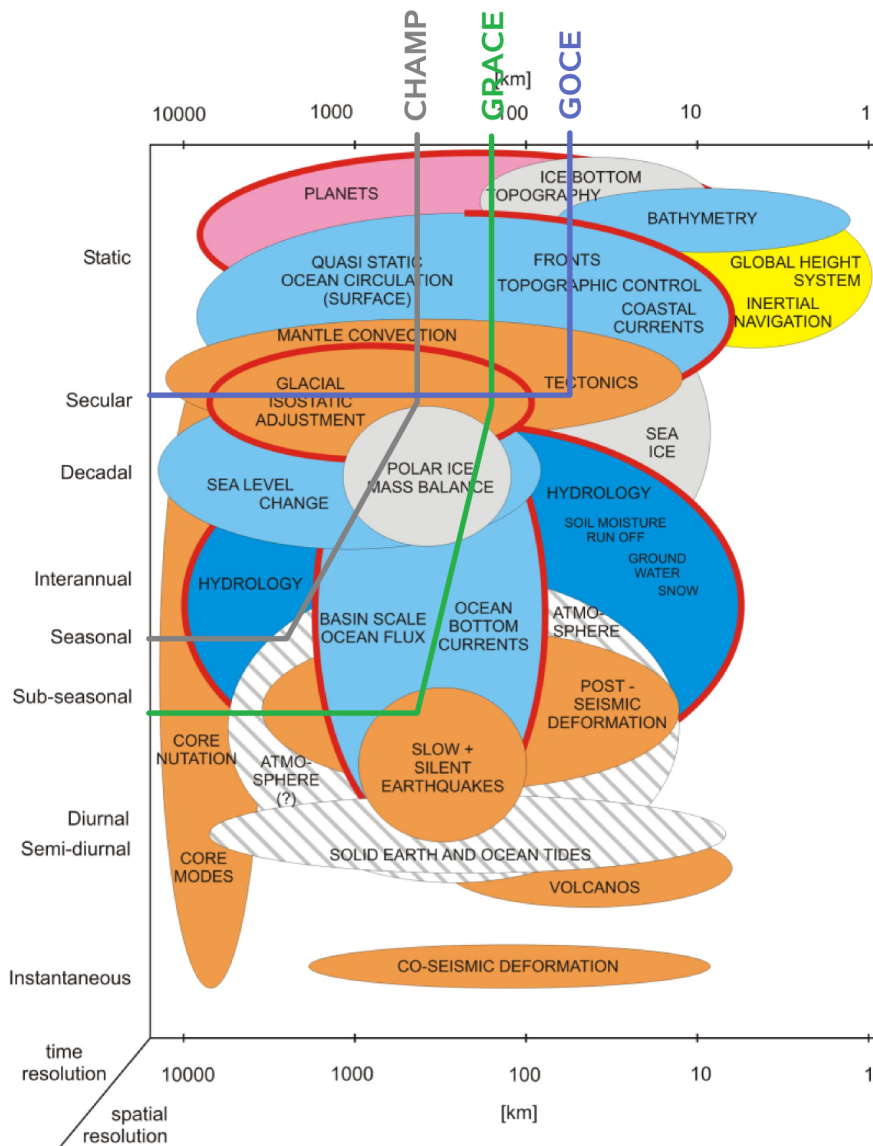 CHAMP
GRACE
GOCE
[km]
10000
1000
100
10
1
PLANETS
ICE BOTTOM
TOPOGRAPHY
BATHYMETRY
Static
QUASI STATIC
OCEAN CIRCULATION
(SURFACE)
FRONTS
TOPOGRAPHIC CONTROL
COASTAL
CURRENTS
GLOBAL HEIGHT
SYSTEM
INERTIAL
NAVIGATION
MANTLE CONVECTION
Secular
GLACIAL
ISOSTATIC
ADJUSTMENT
TECTONICS
SEA
ICE
Decadal
SEA LEVEL
CHANGE
POLAR ICE
MASS BALANCE
HYDROLOGY
SOIL MOISTURE
RUN OFF
GROUND
WATER
SNOW
Interannual
HYDROLOGY
Seasonal
BASIN SCALE
OCEAN FLUX
OCEAN
BOTTOM
CURRENTS
ATMO-
SPHERE
Sub-seasonal
POST -
SEISMIC
DEFORMATION
CORE
NUTATION
ATMO-
SPHERE
(?)
SLOW +
SILENT
EARTHQUAKES
Diurnal
Semi-diurnal
SOLID EARTH AND OCEAN TIDES
CORE
MODES
VOLCANOS
Instantaneous
CO-SEISMIC DEFORMATION
time
resolution
10000
1000
100
10
1
spatial
resolution
[km]